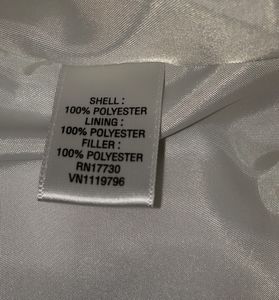 SHELL :
100% POLYESTER
LINING :
100% POLYESTER
FILLER :
100% POLYESTER
RN17730
VN1119796